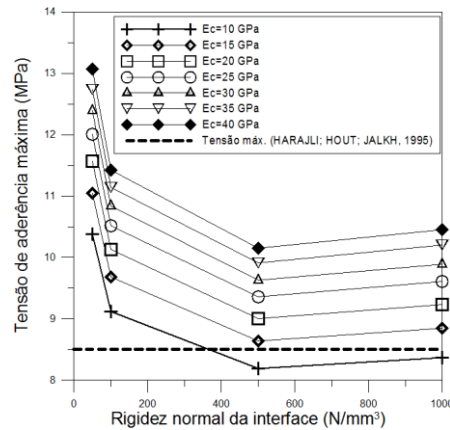 14
13
12
11
10
9
8
Tensão de aderência máxima (MPa)
Ec=10 GPa
Ec=15 GPa
Ec=20 GPa
Ec=25 GPa
Ec=30 GPa
Ec=35 GPa
Ec=40 GPa
Tensão máx. (HARAJLI; HOUT; JALKH, 1995)
0 200 400 600 800 1000
Rigidez normal da interface (N/mm³)